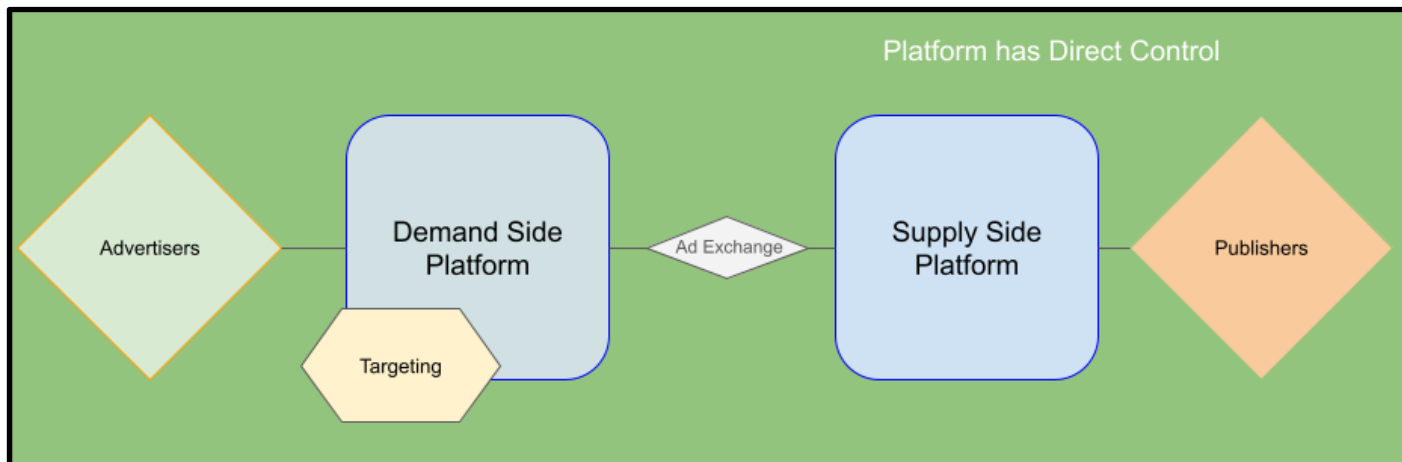 Platform has Direct Control
Advertisers
Demand Side
Platform
Ad Exchange
Supply Side
Platform
Publishers
Targeting